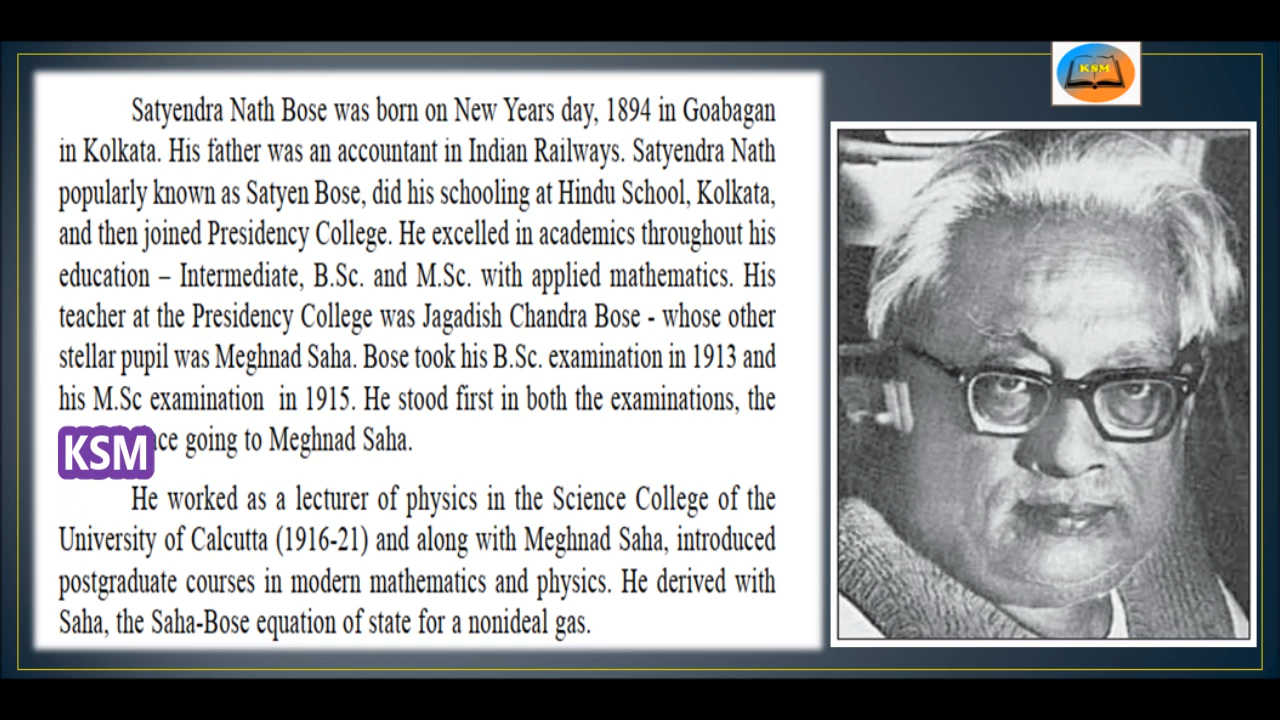 KSM
Satyendra Nath Bose was born on New Years day, 1894 in Goabagan
in Kolkata. His father was an accountant in Indian Railways. Satyendra Nath
popularly known as Satyen Bose, did his schooling at Hindu School, Kolkata,
and then joined Presidency College. He excelled in academics throughout his
education – Intermediate, B.Sc. and M.Sc. with applied mathematics. His
teacher at the Presidency College was Jagadish Chandra Bose - whose other
stellar pupil was Meghnad Saha. Bose took his B.Sc. examination in 1913 and
his M.Sc examination in 1915. He stood first in both the examinations, the
KSM going to Meghnad Saha.
He worked as a lecturer of physics in the Science College of the
University of Calcutta (1916-21) and along with Meghnad Saha, introduced
postgraduate courses in modern mathematics and physics. He derived with
Saha, the Saha-Bose equation of state for a nonideal gas.